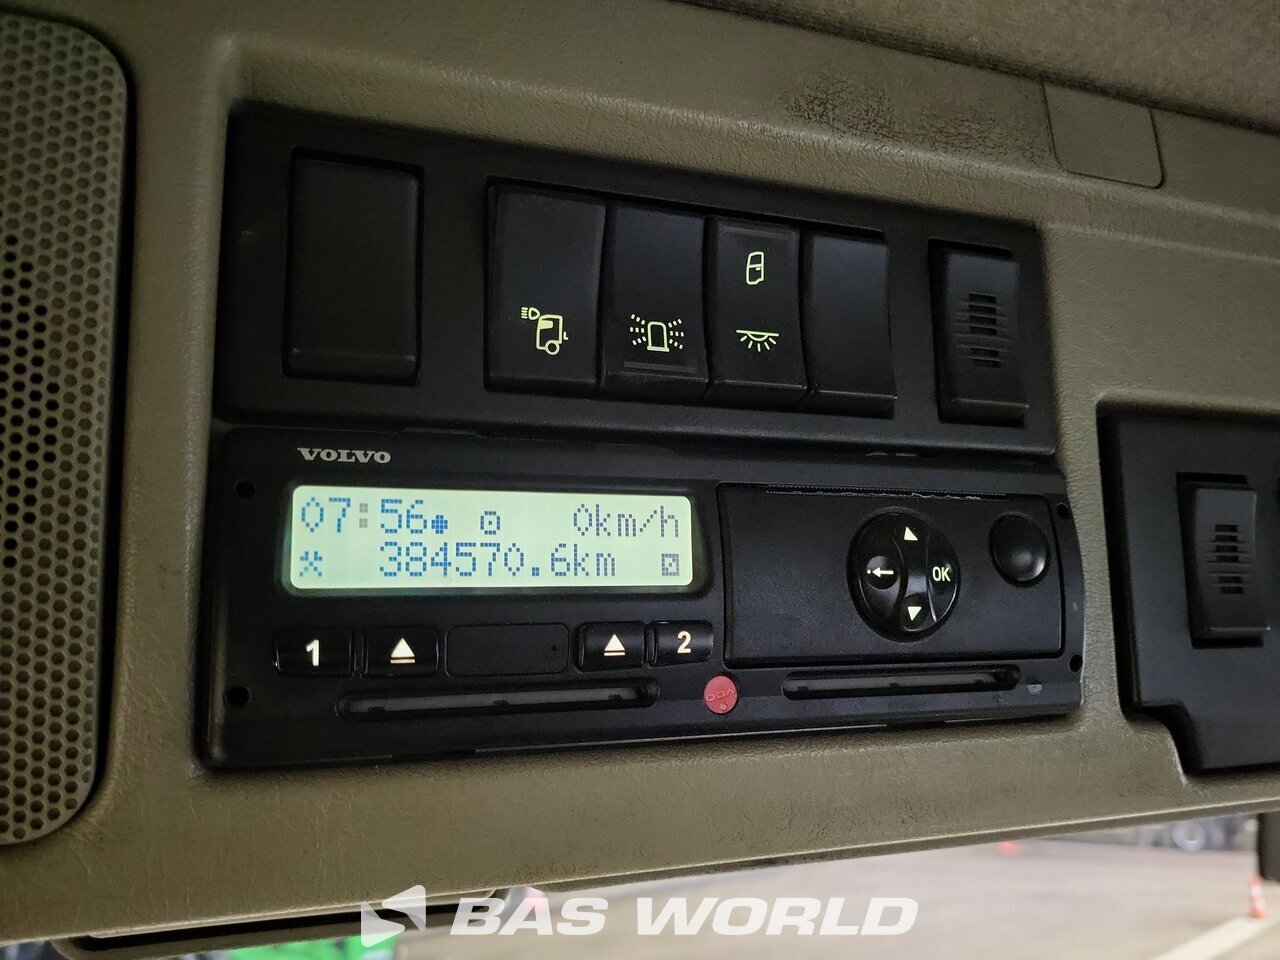 VOLVO
07:56 0km/h
384570.6km
OK
1 2
VDO
BAS WORLD